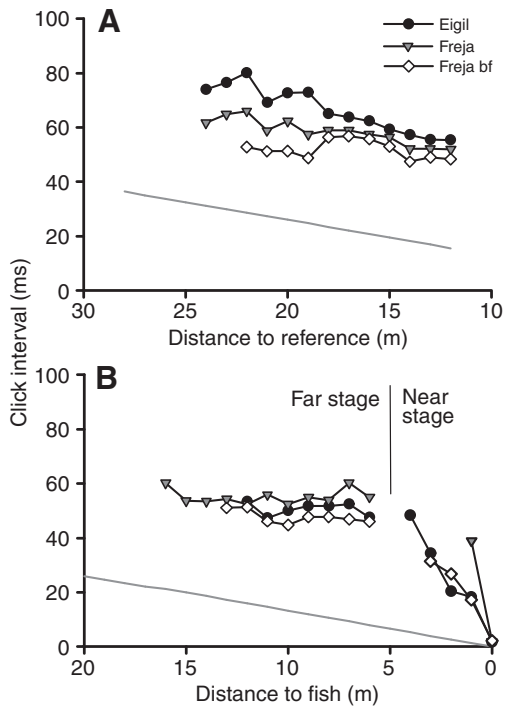 A
Eigil
Freja
Freja bf
100
80
60
40
20
0
30
25
20
15
10
Distance to reference (m)
Click interval (ms)
B
Far stage
Near
stage
100
80
60
40
20
0
20
15
10
5
0
Distance to fish (m)